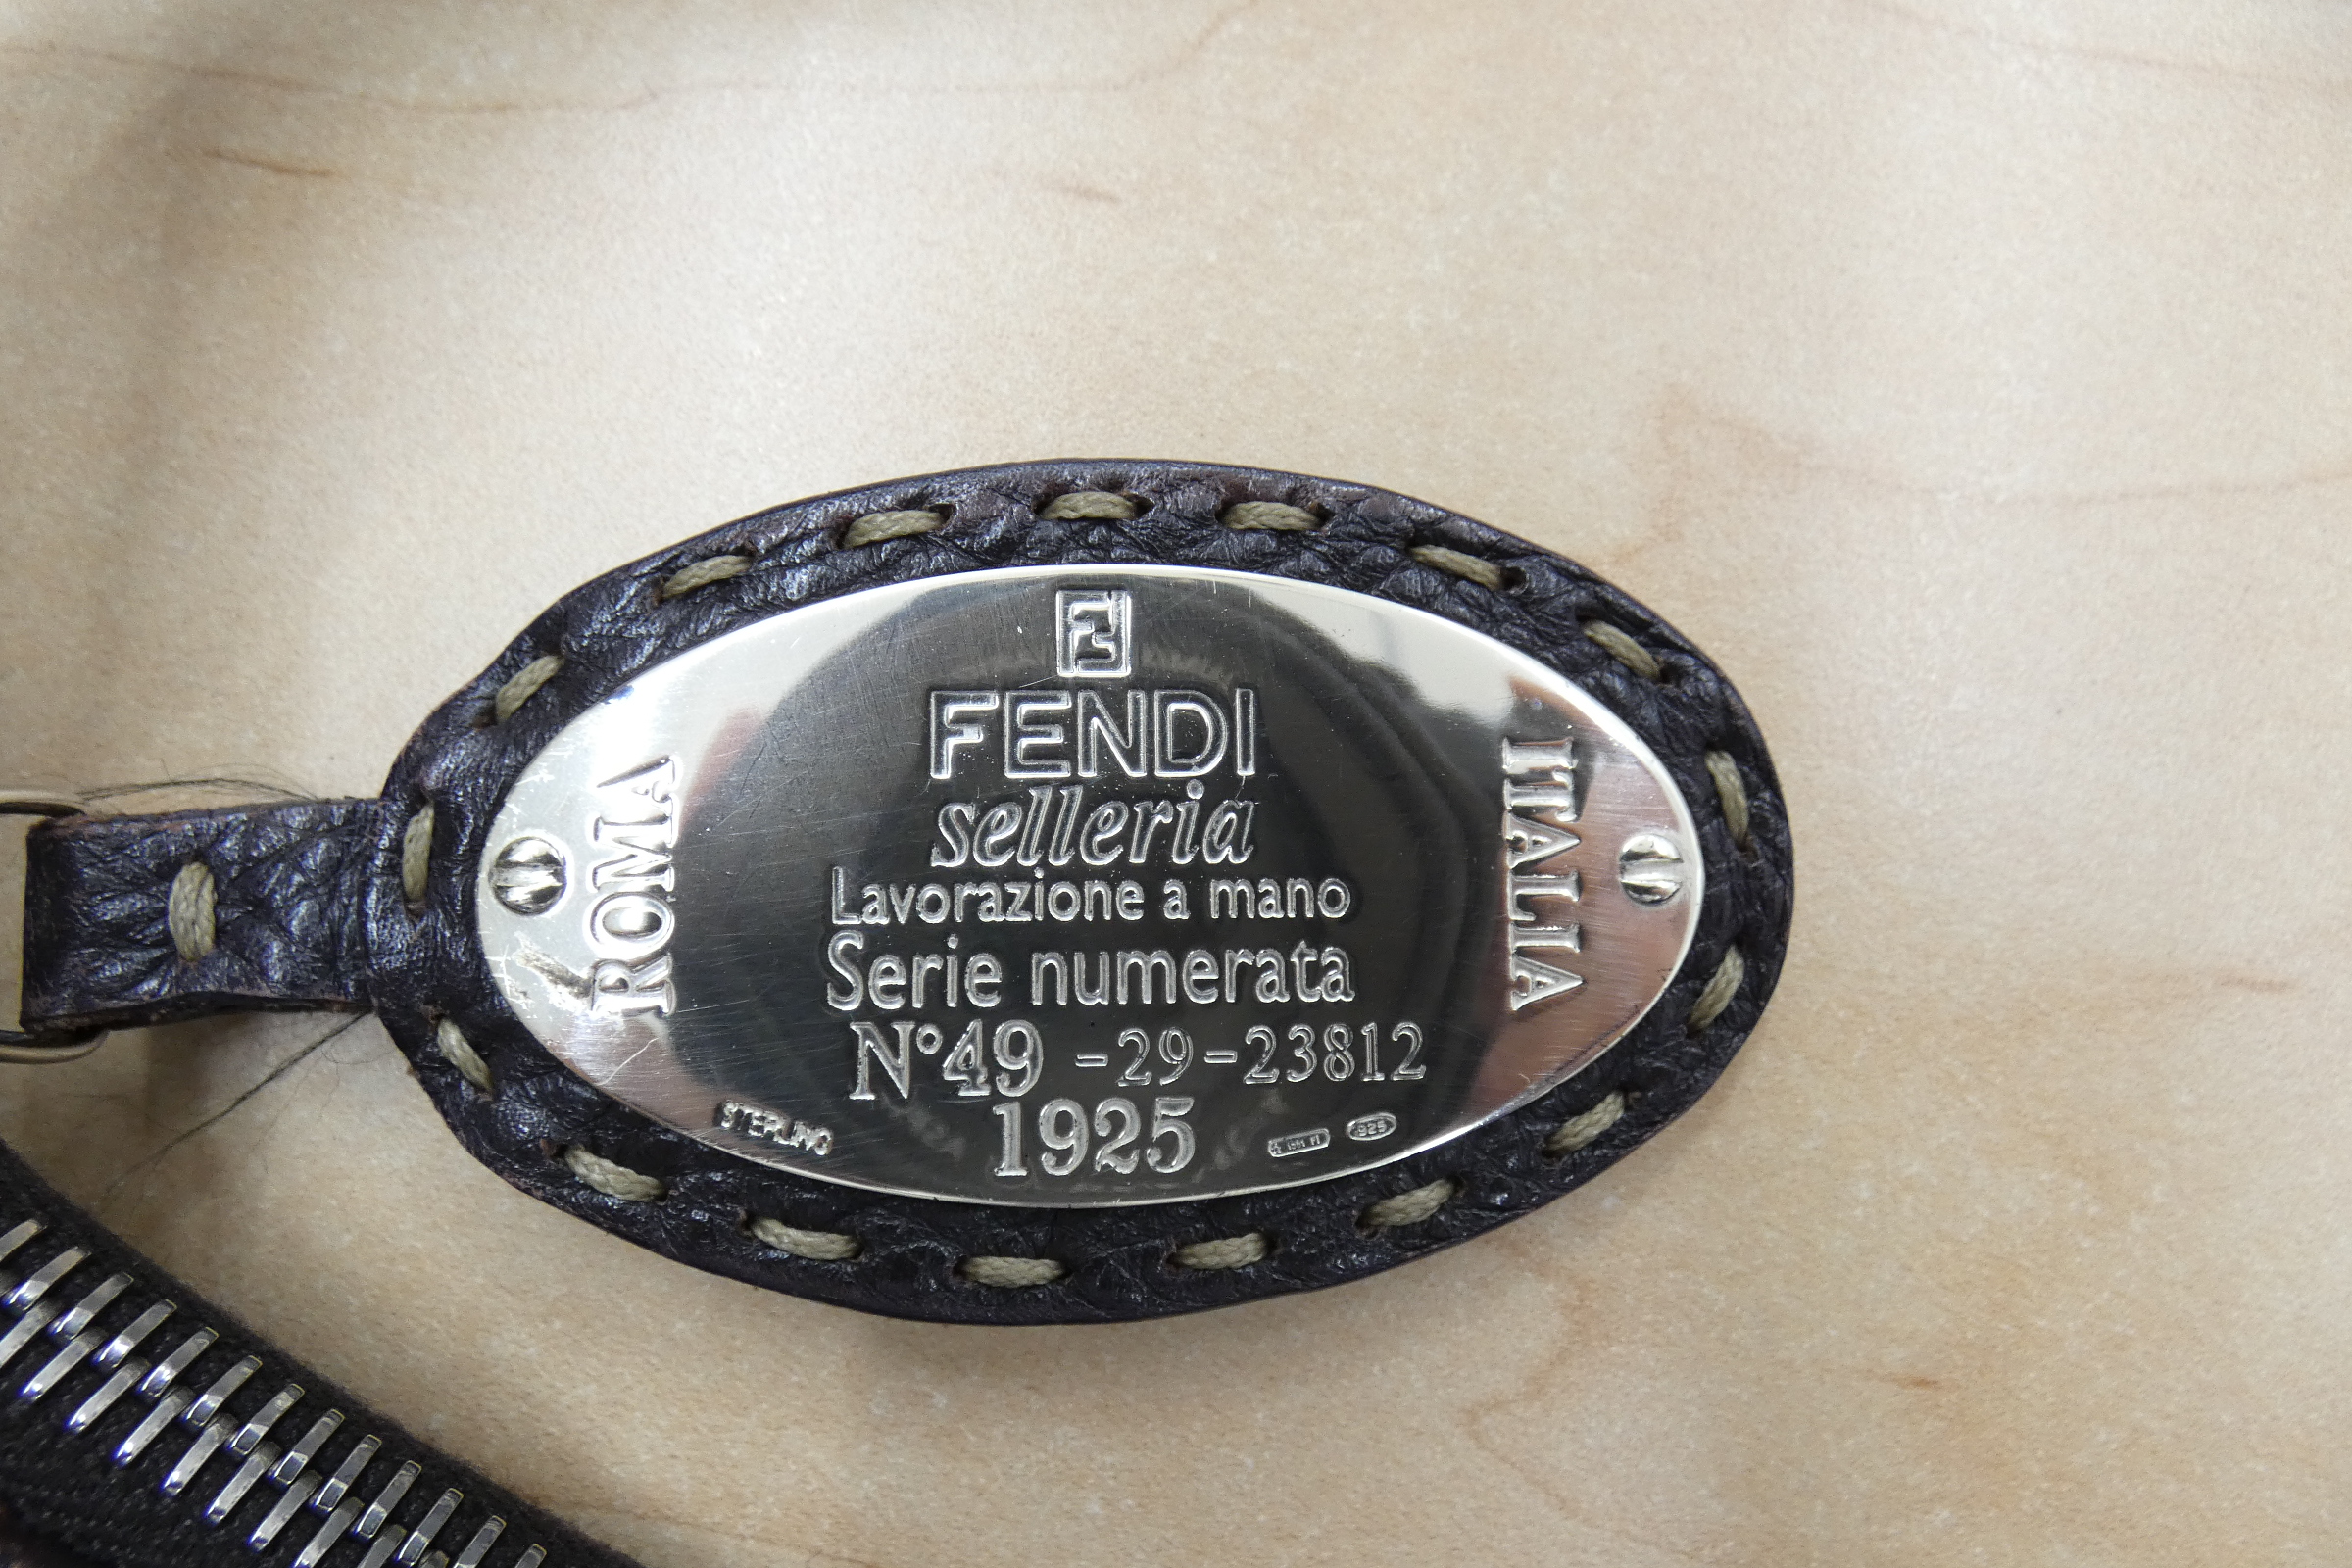 FENDI
selleria
Lavorazione a mano
Serie numerata
N°49 -29-23812
1925
ROMA
ITALIA
STERLING
925